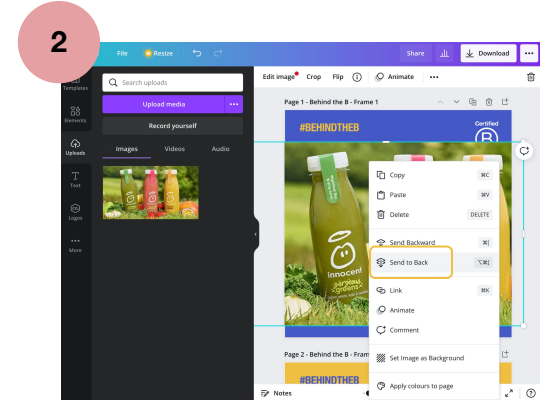 2
File
Resize
Share
Download
Templates
Elements
Uploads
Text
Logos
More
Search uploads
Upload media
Record yourself
Images Videos Audio
Edit image Crop Flip Animate
Page 1 - Behind the B - Frame 1
#BEHINDTHEB
Certified
B
innocent
gorgeous
greens
Copy ⌘C
Paste ⌘V
Delete DELETE
Send Backward ⌘[
Send to Back ⌥⌘[
Link ⌘K
Animate
Comment
Set Image as Background
Apply colours to page
Page 2 - Behind the B - Fram
#BEHINDTHEB
Notes